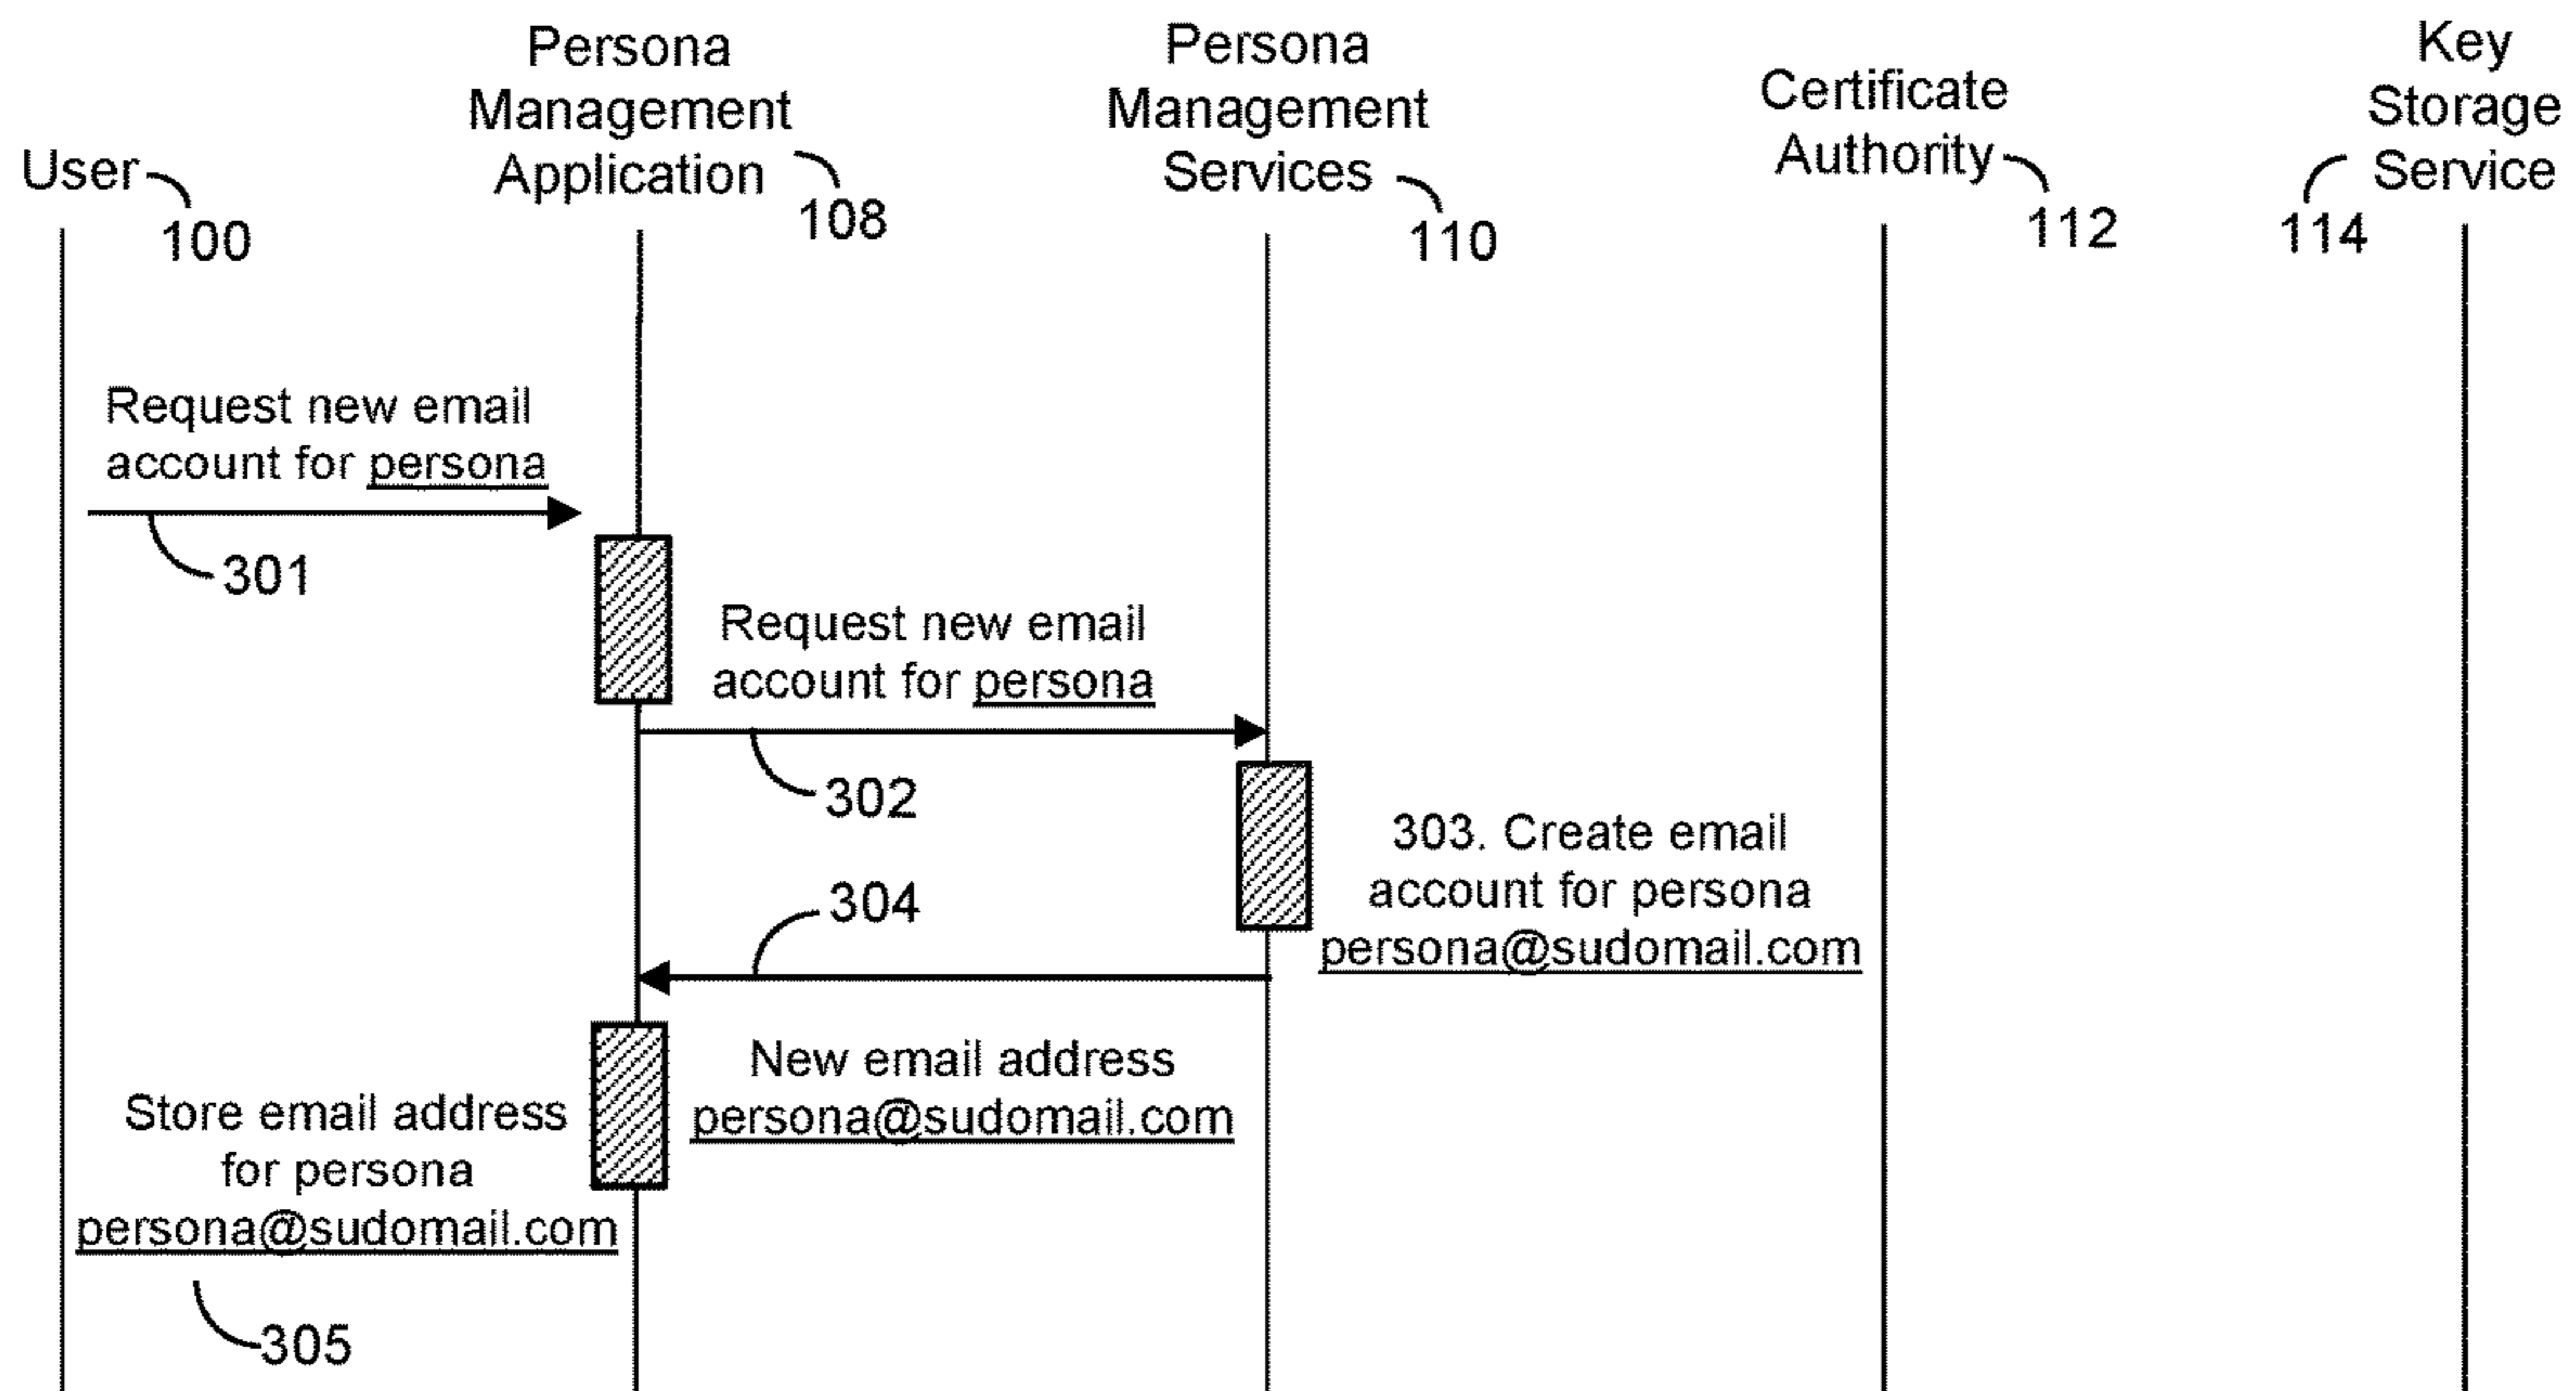 User
100
Persona
Management
Application
108
Persona
Management
Services
110
Certificate
Authority
112
Key
Storage
Service
114
Request new email
account for persona
301
Request new email
account for persona
302
303. Create email
account for persona
persona@sudomail.com
304
New email address
persona@sudomail.com
Store email address
for persona
persona@sudomail.com
305